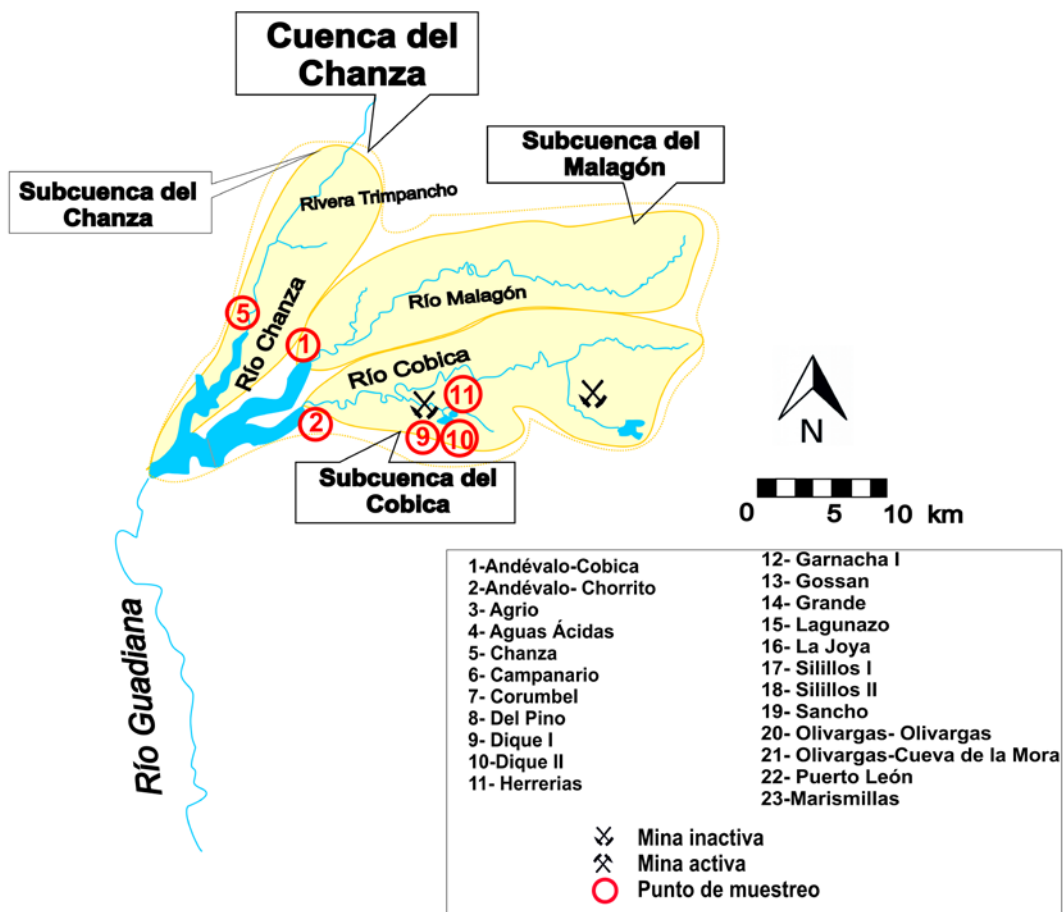 Cuenca del
Chanza
Subcuenca del
Malagón
Subcuenca del
Chanza
Rivera Trimpancho
Río Malagón
Río Chanza
5
1
Río Cobica
11
2
9
10
N
Subcuenca del
Cobica
0 5 10 km
Río Guadiana
1-Andévalo-Cobica
2-Andévalo- Chorrito
3- Agrio
4- Aguas Ácidas
5- Chanza
6- Campanario
7- Corumbel
8- Del Pino
9- Dique I
10-Dique II
11- Herrerias
12- Garnacha I
13- Gossan
14- Grande
15- Lagunazo
16- La Joya
17- Silillos I
18- Silillos II
19- Sancho
20- Olivargas- Olivargas
21- Olivargas-Cueva de la Mora
22- Puerto León
23-Marismillas
Mina inactiva
Mina activa
Punto de muestreo